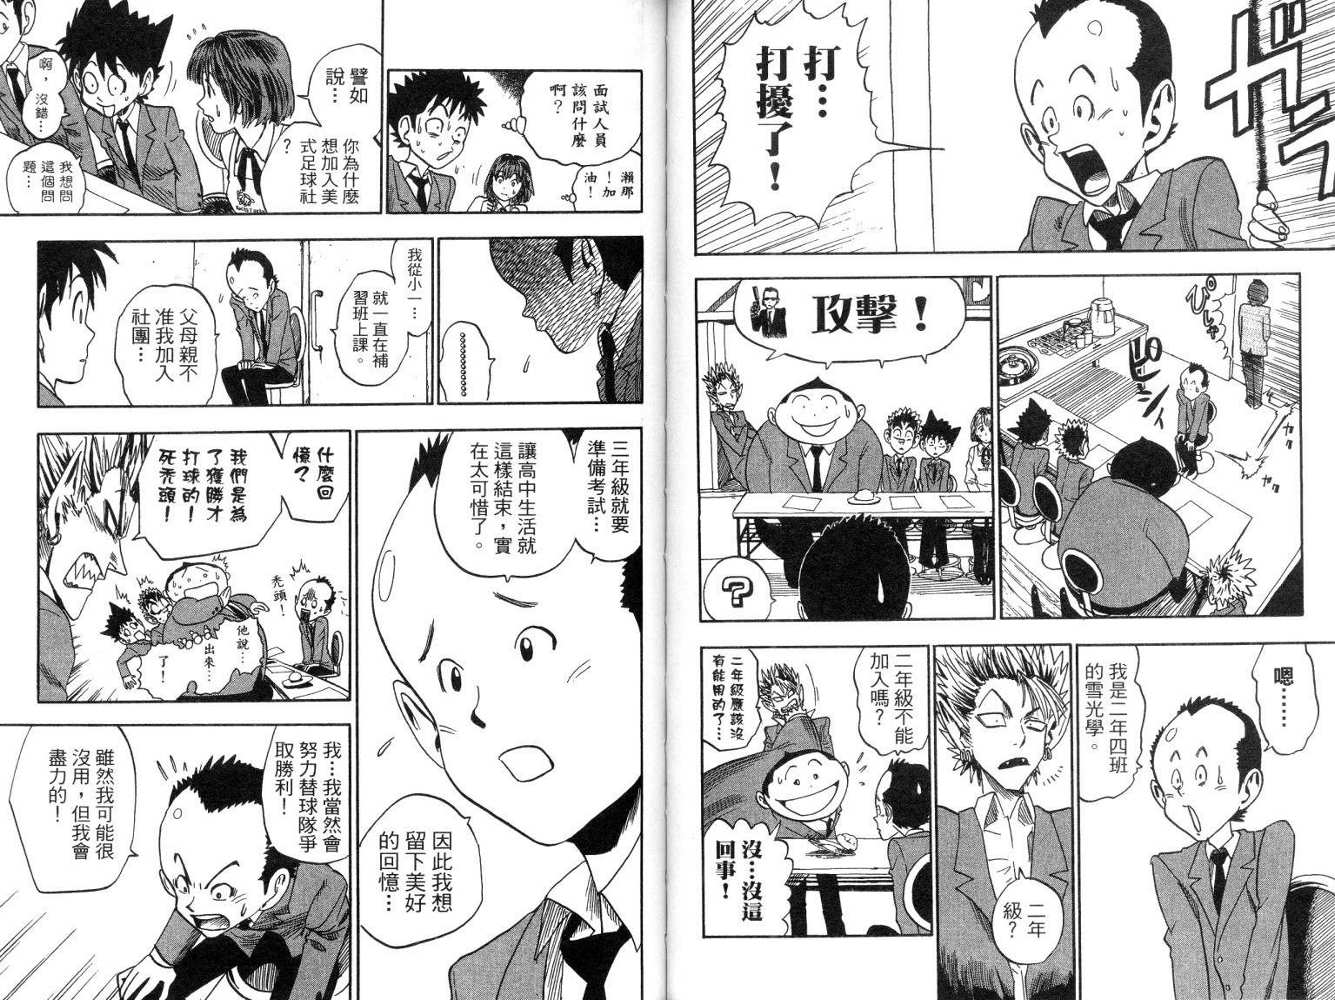 打…
打擾了！
ガ
ラ
ピシャ
ビク
攻擊！
？
嗯……
我是二年四班
的雪光學。
二年
級？
二年級不能
加入嗎？
二年級應該沒
有能用的了…
沒…沒這
回事！
面試人員
該問什麼
啊？
瀨那
！加
油！
譬如
說…
你為什麼
想加入美
式足球社
？
啊，
沒錯…
我想問
這個問
題…
…………
我從小一…
就一直在補
習班上課。
父母親不
准我加入
社團…
三年級就要
準備考試…
讓高中生活就
這樣結束，實
在太可惜了。
因此我想
留下美好
的回憶…
什麼回
憶？
我們是為
了獲勝才
打球的！
死禿頭！
禿頭！
他說…
出來…
了！
我…我當然會
努力替球隊爭
取勝利！
雖然我可能很
沒用，但我會
盡力的！